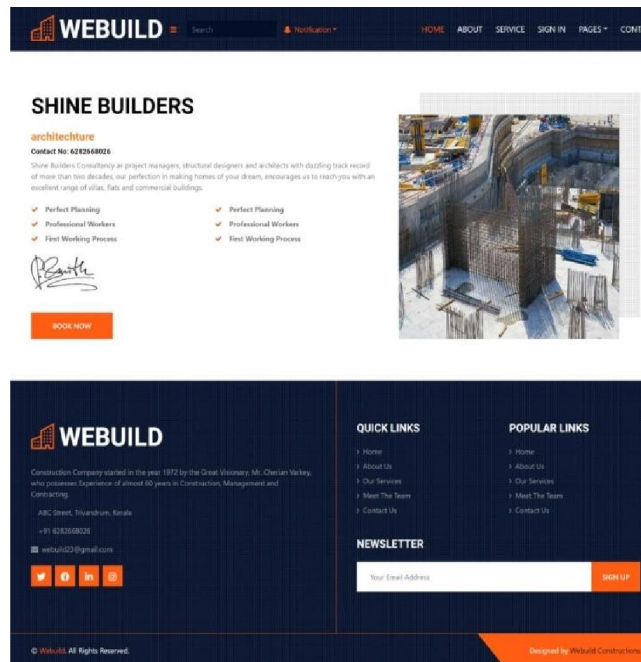 WEBUILD
Search
Notification
HOME ABOUT SERVICE SIGN IN PAGES CONT
SHINE BUILDERS
architechture
Contact No: 6282668026
Shine Builders Consultancy as project managers, structural designers and architects with dazzling track record
of more than two decades, our perfection in making homes of your dream, encourages us to reach you with an
excellent range of villas, flats and commercial buildings.
Perfect Planning Perfect Planning
Professional Workers Professional Workers
First Working Process First Working Process
BOOK NOW
WEBUILD
Construction Company started in the year 1972 by the Great Visionary, Mr. Cherian Varkey,
who possesses Experience of almost 60 years in Construction, Management and
Contracting.
ABC Street, Trivandrum, Kerala
+91 6282668026
webuild23@gmail.com
QUICK LINKS
Home
About Us
Our Services
Meet The Team
Contact Us
POPULAR LINKS
Home
About Us
Our Services
Meet The Team
Contact Us
NEWSLETTER
Your Email Address
SIGN UP
© Webuild. All Rights Reserved.
Designed by Webuild Constructions